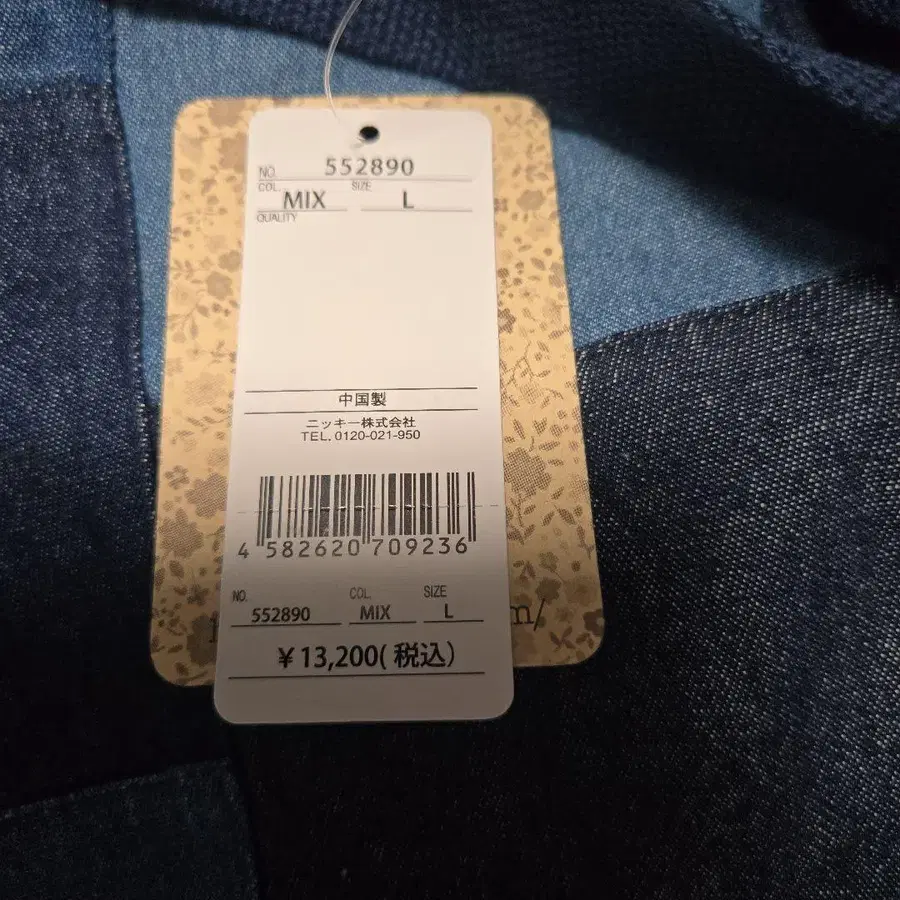 NO. 552890
COL. MIX SIZE L
QUALITY
中国製
ニッキー株式会社
TEL. 0120-021-950
4 582620 709236
NO. COL. SIZE
552890 MIX L
m/
¥13,200(税込)